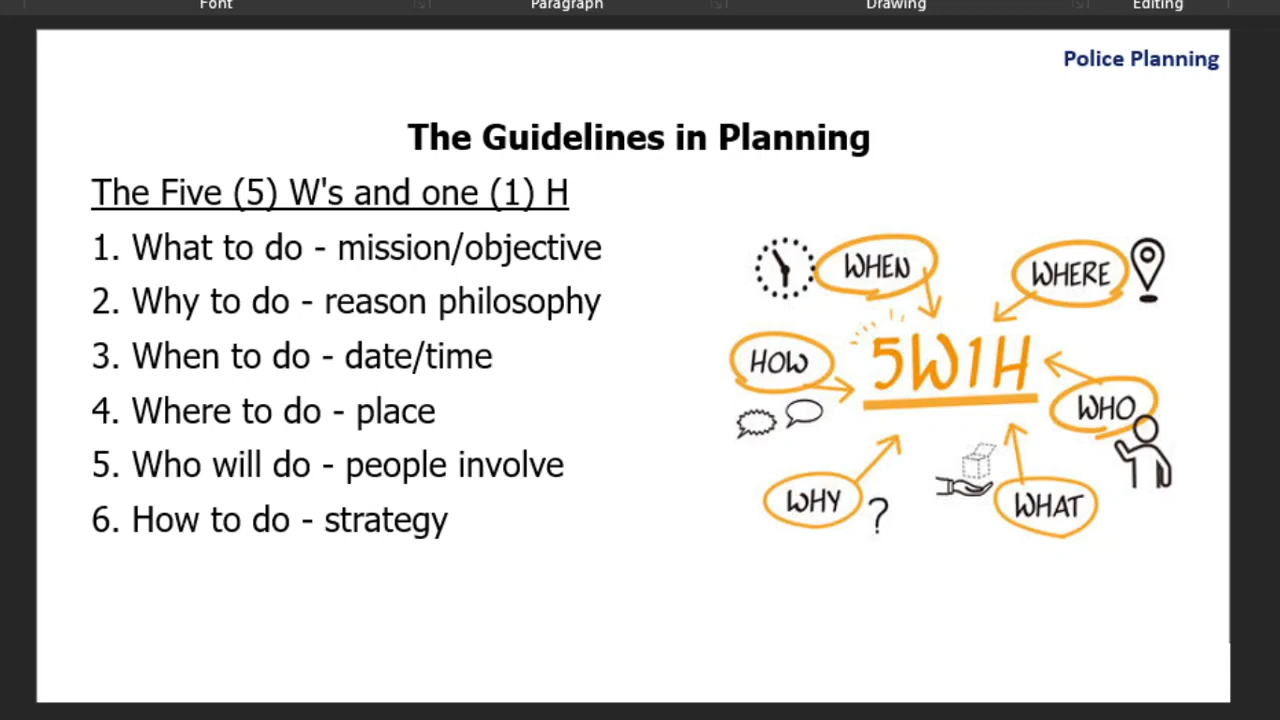 Font Paragraph Drawing Editing
Police Planning
The Guidelines in Planning
The Five (5) W's and one (1) H
1. What to do - mission/objective
2. Why to do - reason philosophy
3. When to do - date/time
4. Where to do - place
5. Who will do - people involve
6. How to do - strategy
WHEN
WHERE
HOW
5W1H
WHO
WHY
?
WHAT